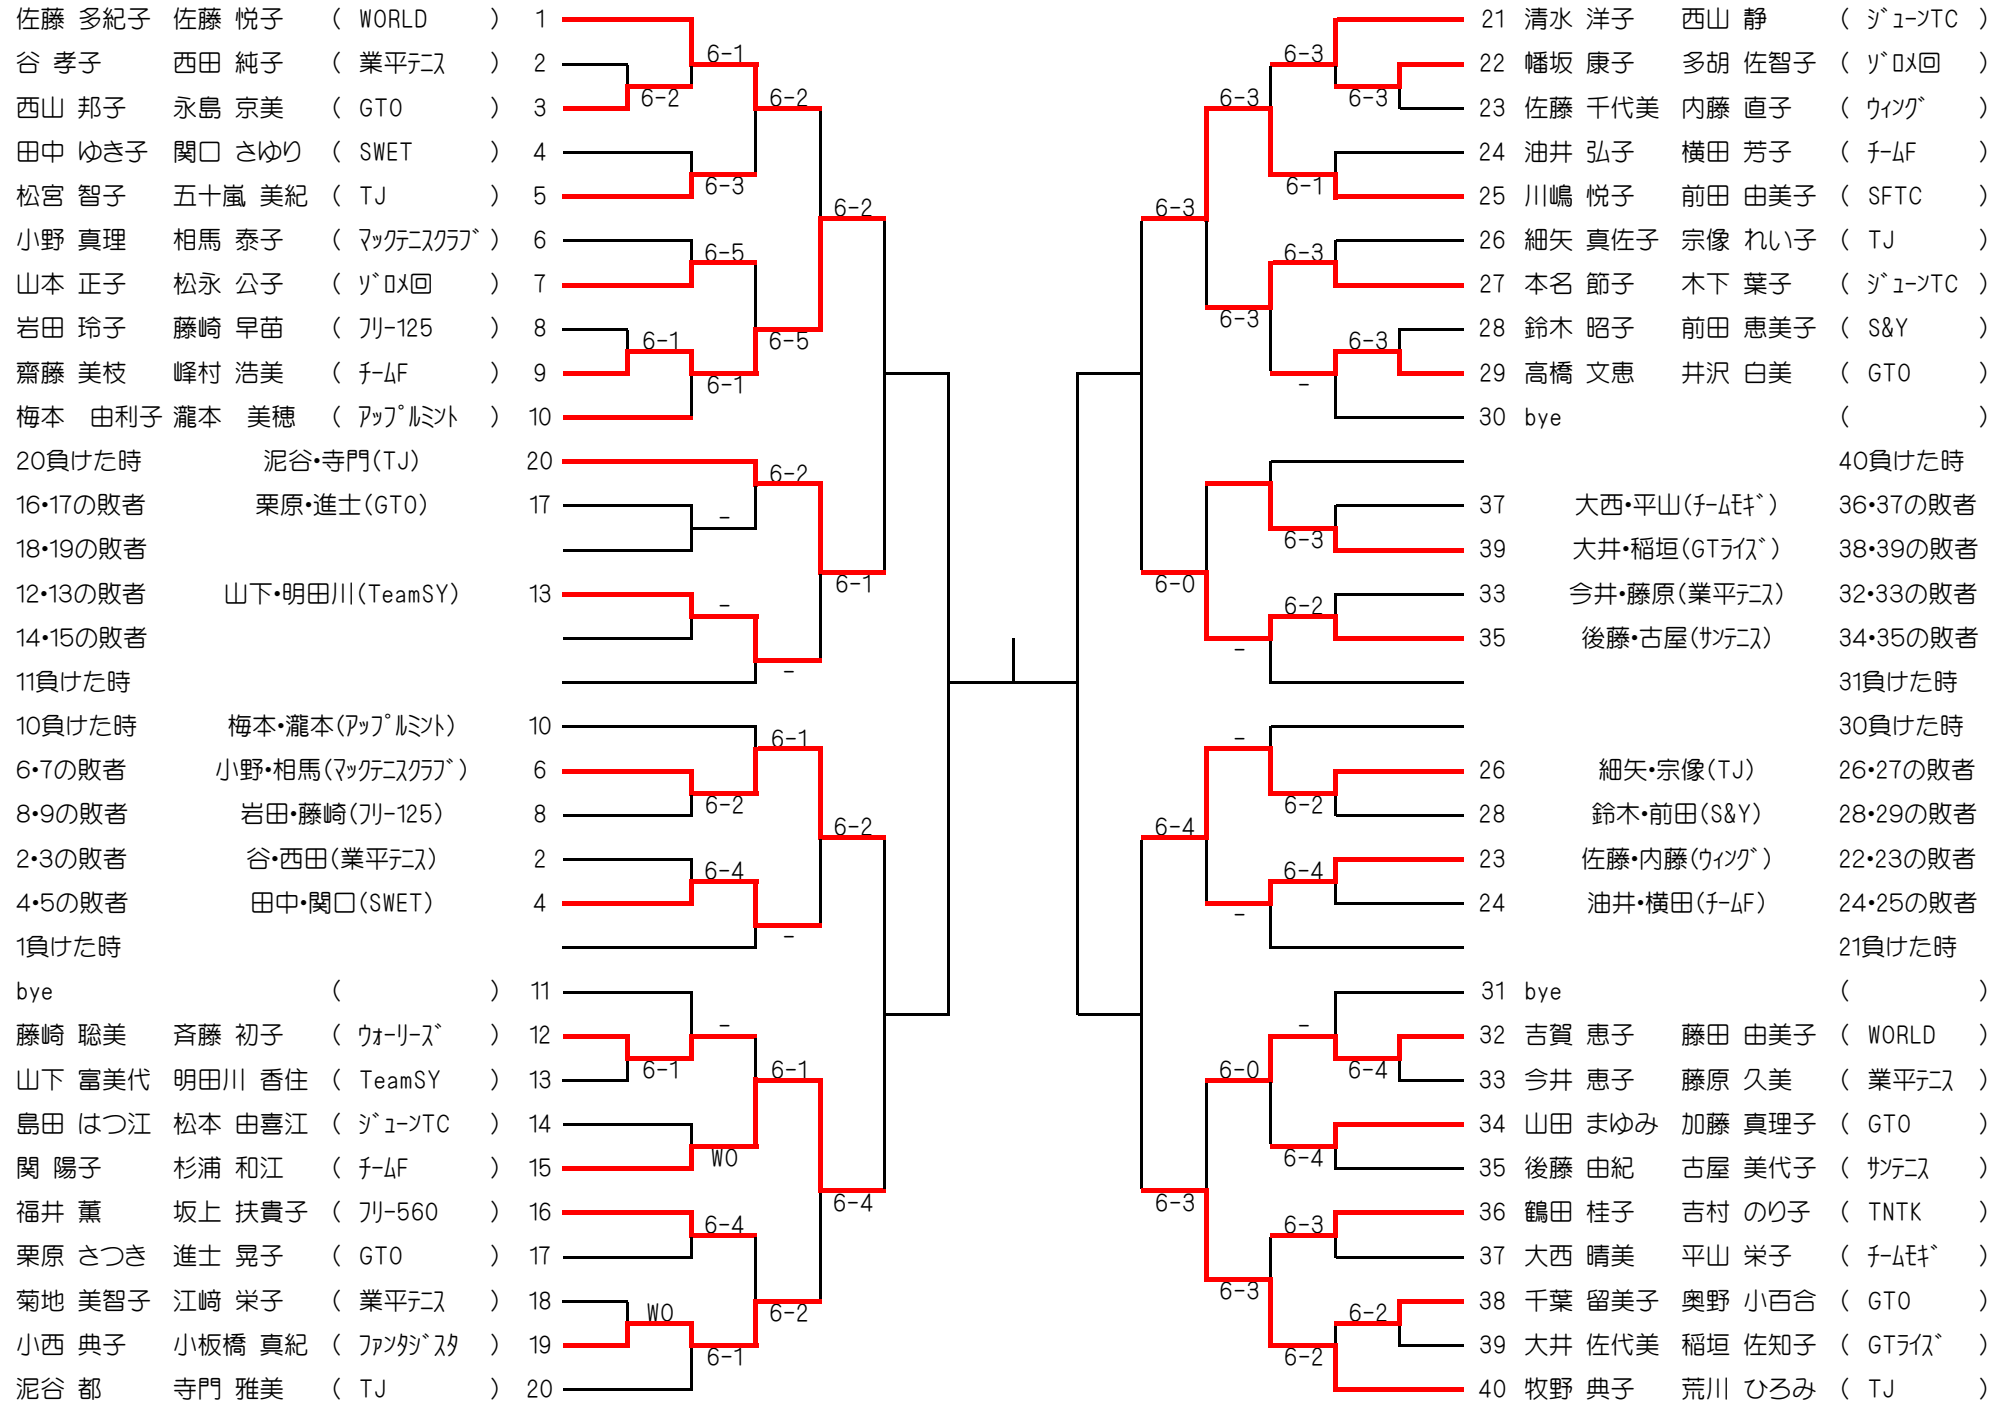 佐藤 多紀子 佐藤 悦子 ( WORLD ) 1
谷 孝子 西田 純子 ( 業平ﾃﾆｽ ) 2
西山 邦子 永島 京美 ( GTO ) 3
田中 ゆき子 関口 さゆり ( SWET ) 4
松宮 智子 五十嵐 美紀 ( TJ ) 5
小野 真理 相馬 泰子 ( ﾏｯｸﾃﾆｽｸﾗﾌﾞ ) 6
山本 正子 松永 公子 ( ｿﾞﾛﾒ回 ) 7
岩田 玲子 藤崎 早苗 ( ﾌﾘｰ125 ) 8
齋藤 美枝 峰村 浩美 ( ﾁｰﾑF ) 9
梅本 由利子 瀧本 美穂 ( ｱｯﾌﾟﾙﾐﾝﾄ ) 10
20負けた時 泥谷・寺門(TJ) 20
16・17の敗者 栗原・進士(GTO) 17
18・19の敗者
12・13の敗者 山下・明田川(TeamSY) 13
14・15の敗者
11負けた時
10負けた時 梅本・瀧本(ｱｯﾌﾟﾙﾐﾝﾄ) 10
6・7の敗者 小野・相馬(ﾏｯｸﾃﾆｽｸﾗﾌﾞ) 6
8・9の敗者 岩田・藤崎(ﾌﾘｰ125) 8
2・3の敗者 谷・西田(業平ﾃﾆｽ) 2
4・5の敗者 田中・関口(SWET) 4
1負けた時
bye ( ) 11
藤崎 聡美 斉藤 初子 ( ｳｫｰﾘｰｽﾞ ) 12
山下 富美代 明田川 香住 ( TeamSY ) 13
島田 はつ江 松本 由喜江 ( ｼﾞｭｰﾝTC ) 14
関 陽子 杉浦 和江 ( ﾁｰﾑF ) 15
福井 薫 坂上 扶貴子 ( ﾌﾘｰ560 ) 16
栗原 さつき 進士 晃子 ( GTO ) 17
菊地 美智子 江﨑 栄子 ( 業平ﾃﾆｽ ) 18
小西 典子 小板橋 真紀 ( ﾌｧﾝﾀｼﾞｽﾀ ) 19
泥谷 都 寺門 雅美 ( TJ ) 20
6-1
6-2
6-2
6-3
6-2
6-5
6-5
6-1
6-1
6-2
-
6-1
-
-
6-1
6-2
6-2
6-4
-
-
6-1
6-1
WO
6-4
6-4
WO
6-2
6-1
6-3
6-3
6-3
6-1
6-3
6-3
6-3
6-3
-
6-3
6-0
6-2
-
-
6-2
6-4
6-4
-
-
6-4
6-0
6-4
6-3
6-3
6-3
6-2
6-2
21 清水 洋子 西山 静 ( ｼﾞｭｰﾝTC )
22 幡坂 康子 多胡 佐智子 ( ｿﾞﾛﾒ回 )
23 佐藤 千代美 内藤 直子 ( ｳｨﾝｸﾞ )
24 油井 弘子 横田 芳子 ( ﾁｰﾑF )
25 川嶋 悦子 前田 由美子 ( SFTC )
26 細矢 真佐子 宗像 れい子 ( TJ )
27 本名 節子 木下 葉子 ( ｼﾞｭｰﾝTC )
28 鈴木 昭子 前田 恵美子 ( S&Y )
29 高橋 文恵 井沢 白美 ( GTO )
30 bye ( )
40負けた時
37 大西・平山(ﾁｰﾑﾓｷﾞ) 36・37の敗者
39 大井・稲垣(GTﾗｲｽﾞ) 38・39の敗者
33 今井・藤原(業平ﾃﾆｽ) 32・33の敗者
35 後藤・古屋(ｻﾝﾃﾆｽ) 34・35の敗者
31負けた時
30負けた時
26 細矢・宗像(TJ) 26・27の敗者
28 鈴木・前田(S&Y) 28・29の敗者
23 佐藤・内藤(ｳｨﾝｸﾞ) 22・23の敗者
24 油井・横田(ﾁｰﾑF) 24・25の敗者
21負けた時
31 bye ( )
32 吉賀 恵子 藤田 由美子 ( WORLD )
33 今井 恵子 藤原 久美 ( 業平ﾃﾆｽ )
34 山田 まゆみ 加藤 真理子 ( GTO )
35 後藤 由紀 古屋 美代子 ( ｻﾝﾃﾆｽ )
36 鶴田 桂子 吉村 のり子 ( TNTK )
37 大西 晴美 平山 栄子 ( ﾁｰﾑﾓｷﾞ )
38 千葉 留美子 奥野 小百合 ( GTO )
39 大井 佐代美 稲垣 佐知子 ( GTﾗｲｽﾞ )
40 牧野 典子 荒川 ひろみ ( TJ )